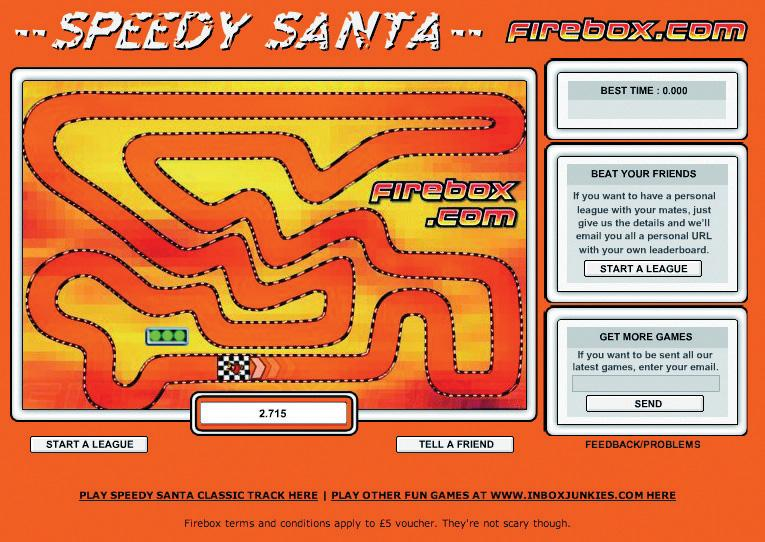 --SPEEDY SANTA--
firebox.com
BEST TIME : 0.000
firebox
.com
BEAT YOUR FRIENDS
If you want to have a personal
league with your mates, just
give us the details and we'll
email you all a personal URL
with your own leaderboard.
START A LEAGUE
GET MORE GAMES
If you want to be sent all our
latest games, enter your email.
SEND
2.715
START A LEAGUE
TELL A FRIEND
FEEDBACK/PROBLEMS
PLAY SPEEDY SANTA CLASSIC TRACK HERE | PLAY OTHER FUN GAMES AT WWW.INBOXJUNKIES.COM HERE
Firebox terms and conditions apply to £5 voucher. They're not scary though.